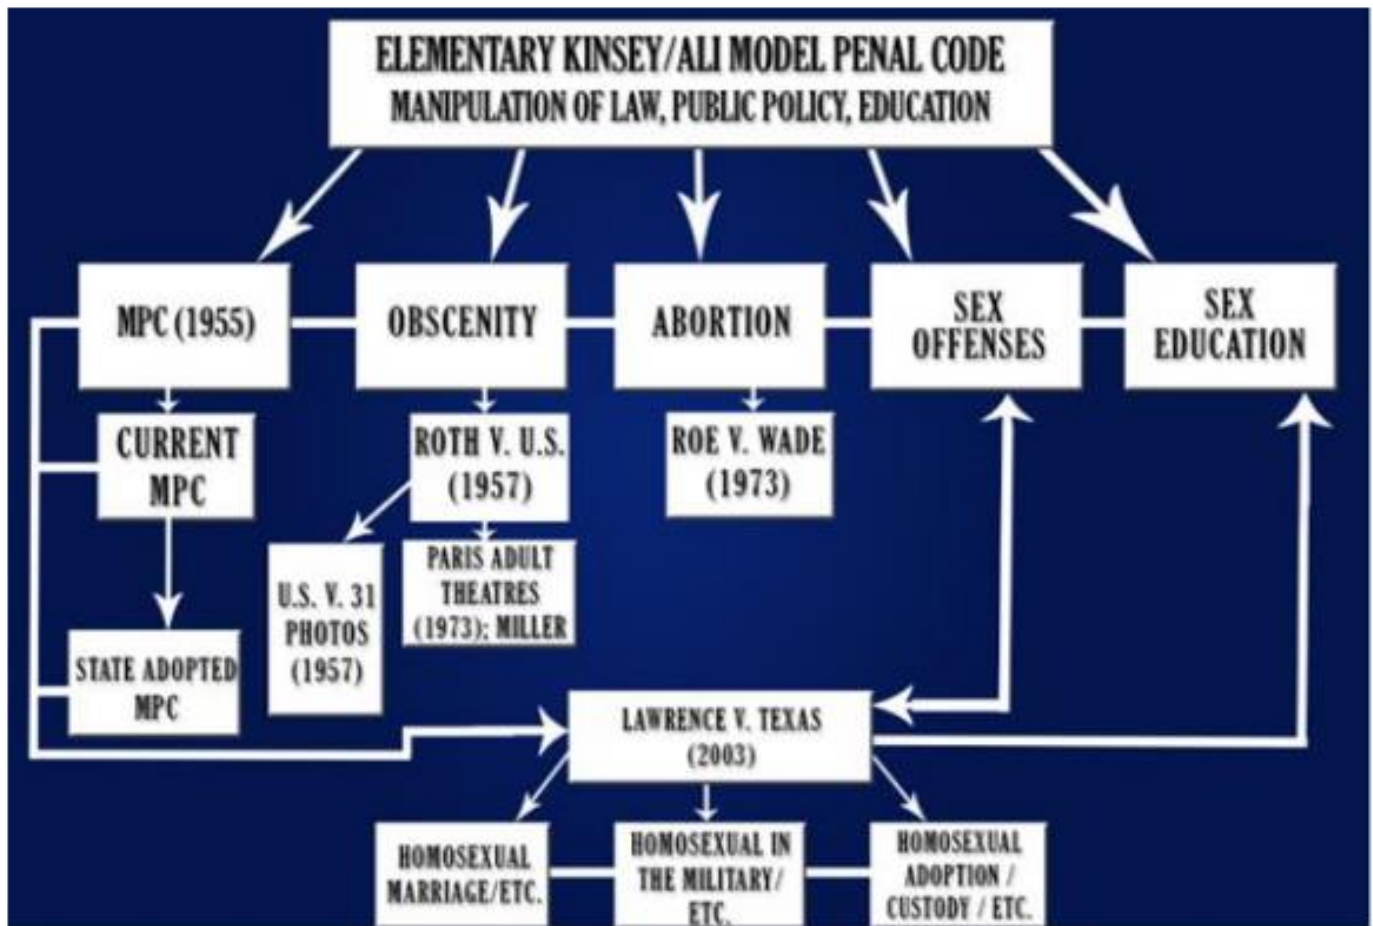 ELEMENTARY KINSEY/ALI MODEL PENAL CODE
MANIPULATION OF LAW, PUBLIC POLICY, EDUCATION
MPC (1955)
OBSCENITY
ABORTION
SEX
OFFENSES
SEX
EDUCATION
CURRENT
MPC
ROTH V. U.S.
(1957)
ROE V. WADE
(1973)
U.S. V. 31
PHOTOS
(1957)
PARIS ADULT
THEATRES
(1973); MILLER
STATE ADOPTED
MPC
LAWRENCE V. TEXAS
(2003)
HOMOSEXUAL
MARRIAGE/ETC.
HOMOSEXUAL IN
THE MILITARY/
ETC.
HOMOSEXUAL
ADOPTION /
CUSTODY / ETC.